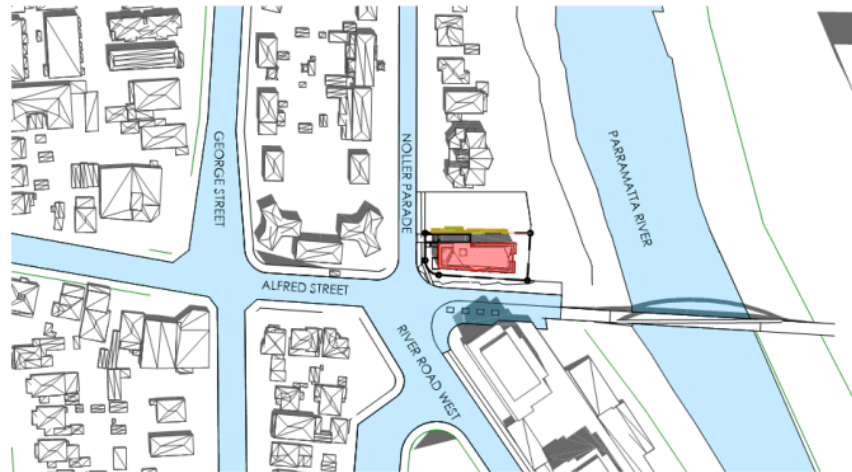 GEORGE STREET
NOLLER PARADE
PARRAMATTA RIVER
ALFRED STREET
RIVER ROAD WEST